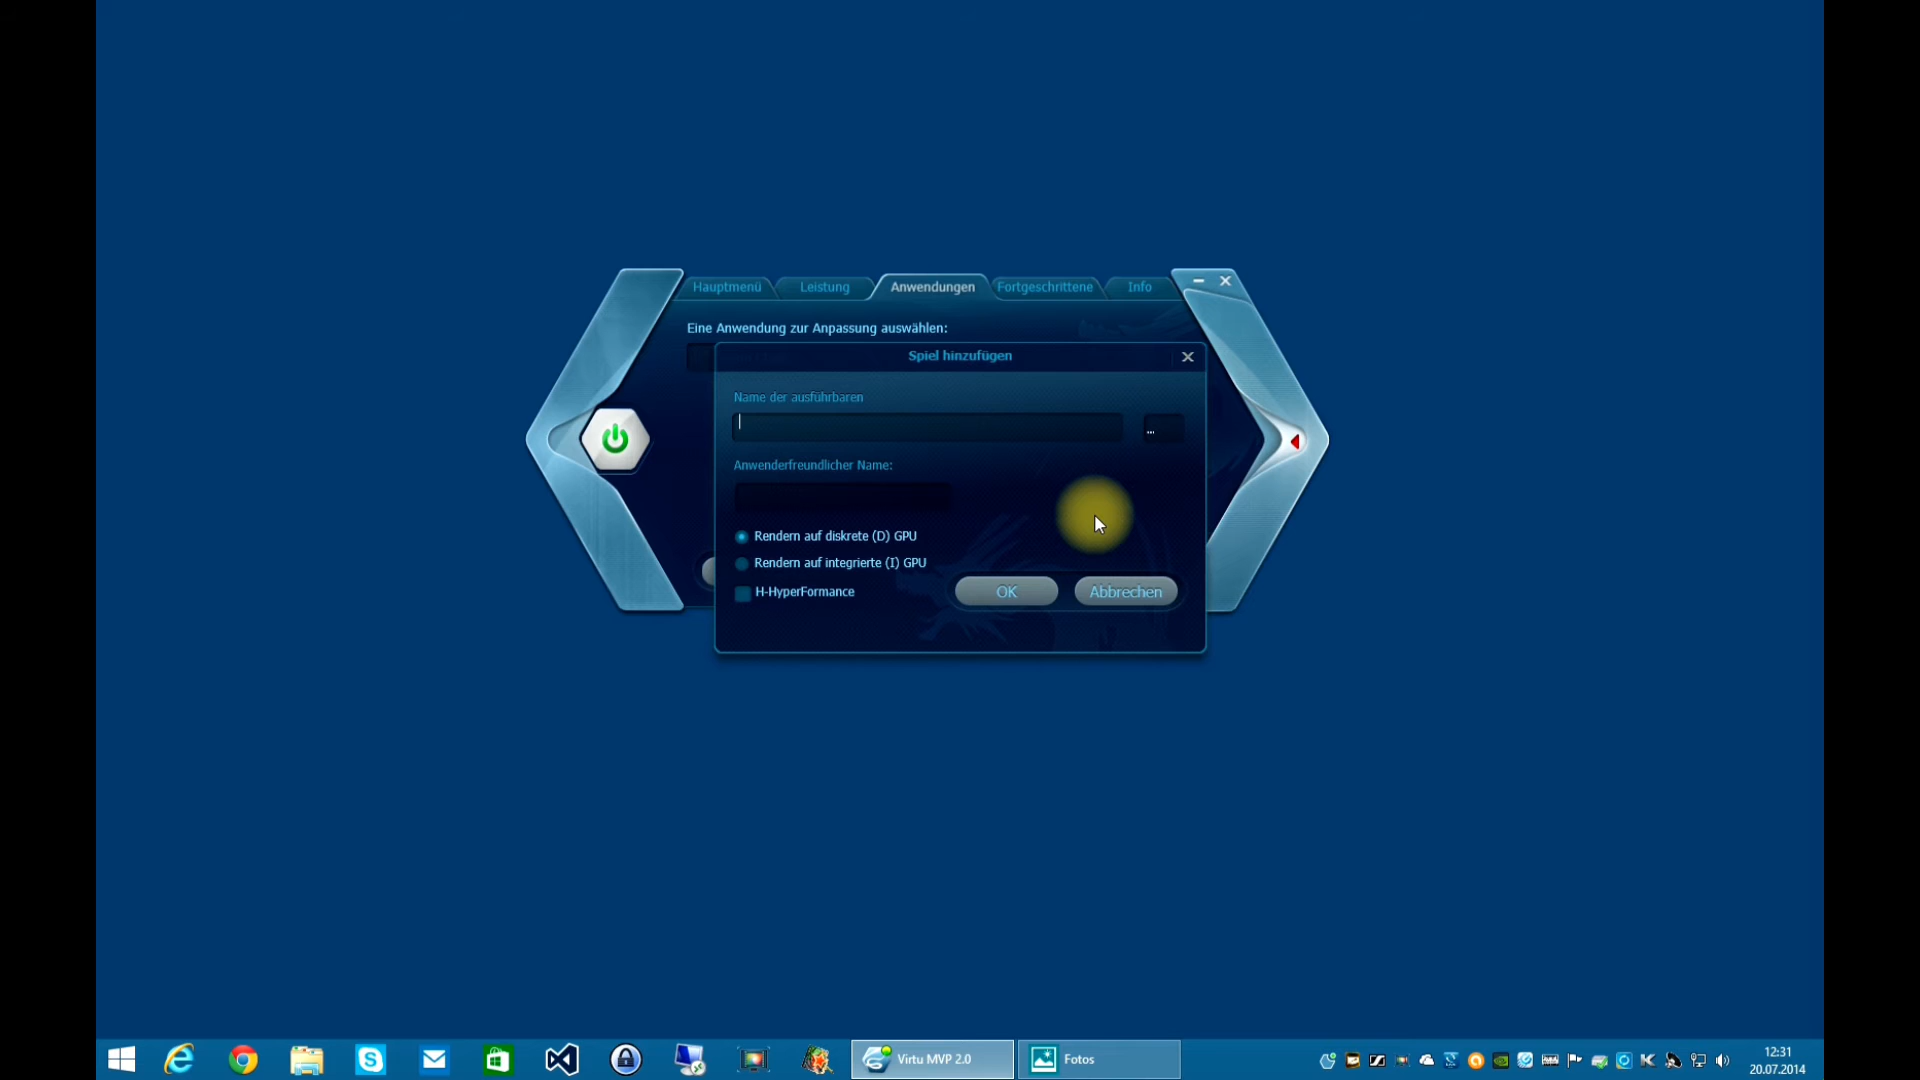 Hauptmenü Leistung Anwendungen Fortgeschrittene Info
Eine Anwendung zur Anpassung auswählen:
Spiel hinzufügen
Name der ausführbaren
...
Anwenderfreundlicher Name:
Rendern auf diskrete (D) GPU
Rendern auf integrierte (I) GPU
H-HyperFormance
OK Abbrechen
Virtu MVP 2.0
Fotos
12:31
20.07.2014